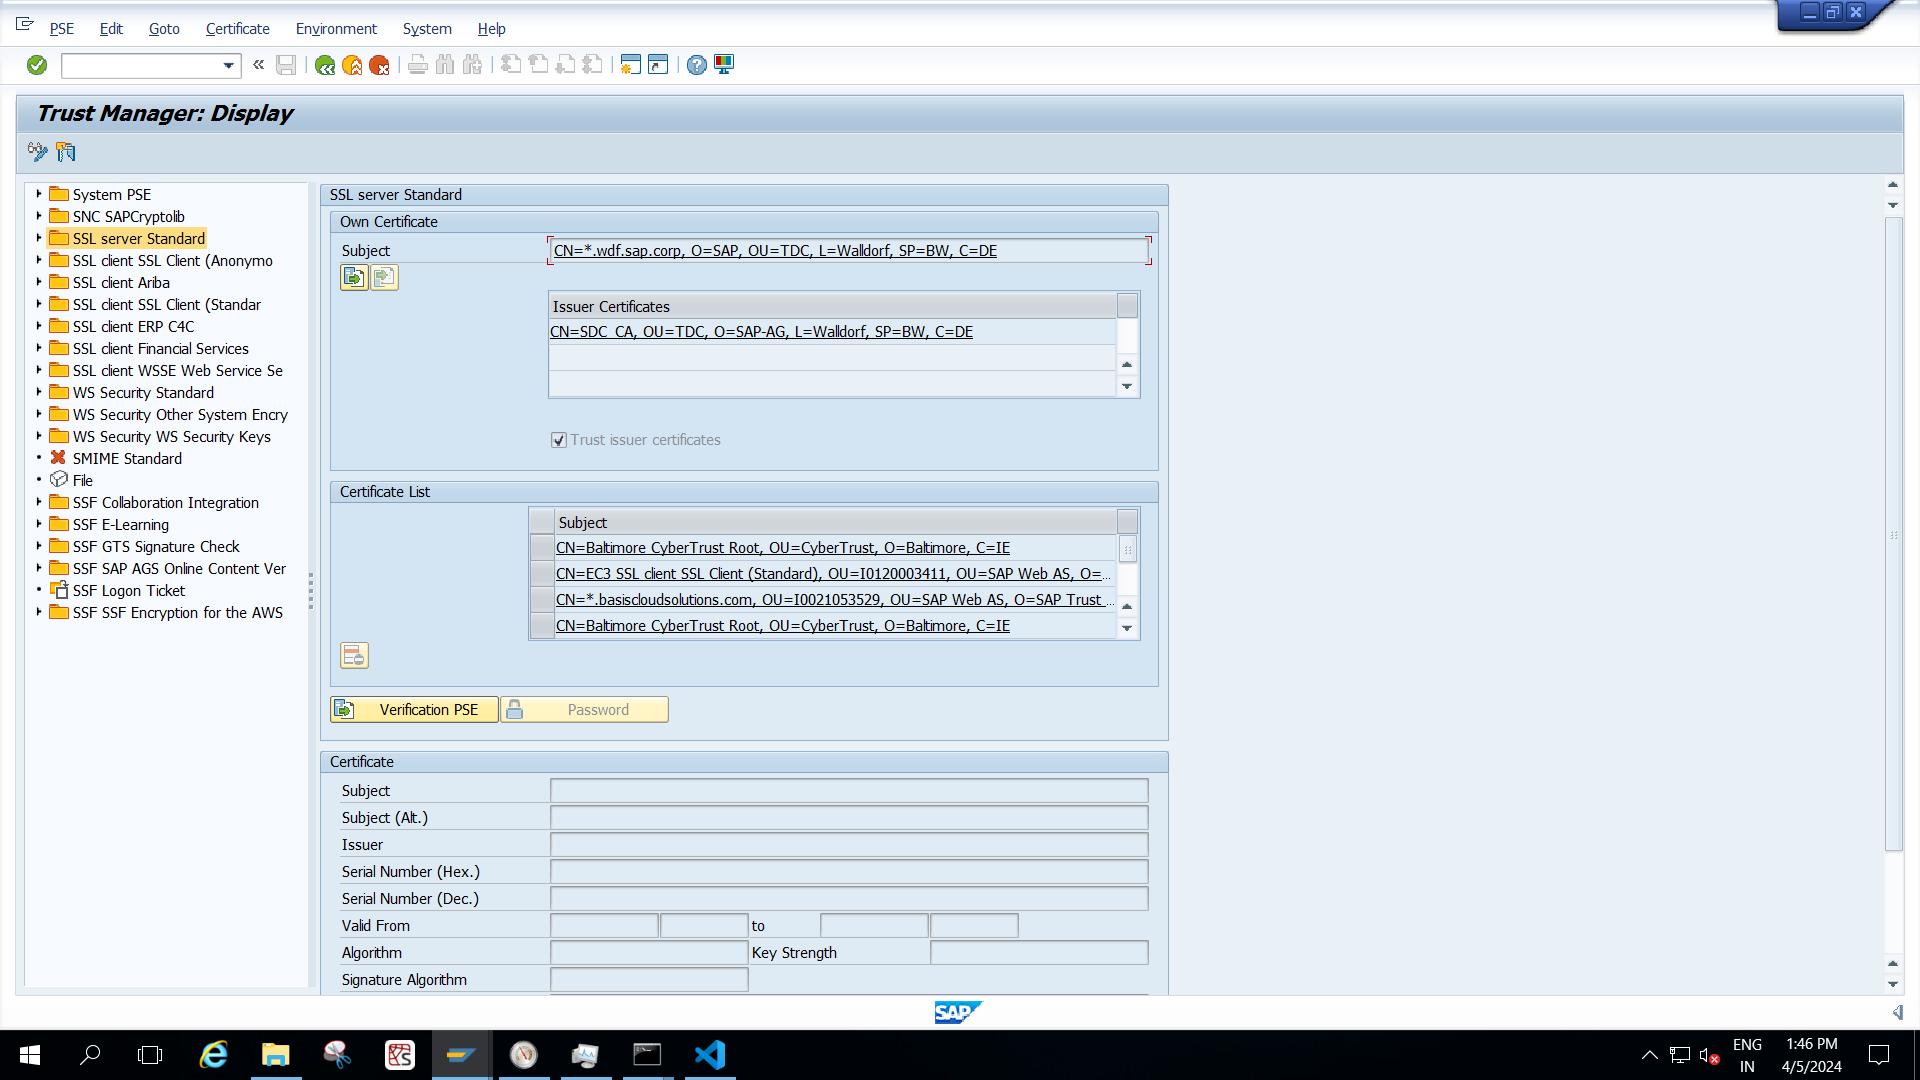 PSE Edit Goto Certificate Environment System Help
Trust Manager: Display
System PSE
SNC SAPCryptolib
SSL server Standard
SSL client SSL Client (Anonymo
SSL client Ariba
SSL client SSL Client (Standar
SSL client ERP C4C
SSL client Financial Services
SSL client WSSE Web Service Se
WS Security Standard
WS Security Other System Encry
WS Security WS Security Keys
SMIME Standard
File
SSF Collaboration Integration
SSF E-Learning
SSF GTS Signature Check
SSF SAP AGS Online Content Ver
SSF Logon Ticket
SSF SSF Encryption for the AWS
SSL server Standard
Own Certificate
Subject CN=*.wdf.sap.corp, O=SAP, OU=TDC, L=Walldorf, SP=BW, C=DE
Issuer Certificates
CN=SDC_CA, OU=TDC, O=SAP-AG, L=Walldorf, SP=BW, C=DE
Trust issuer certificates
Certificate List
Subject
CN=Baltimore CyberTrust Root, OU=CyberTrust, O=Baltimore, C=IE
CN=EC3 SSL client SSL Client (Standard), OU=I0120003411, OU=SAP Web AS, O=...
CN=*.basiscloudsolutions.com, OU=I0021053529, OU=SAP Web AS, O=SAP Trust ...
CN=Baltimore CyberTrust Root, OU=CyberTrust, O=Baltimore, C=IE
Verification PSE Password
Certificate
Subject
Subject (Alt.)
Issuer
Serial Number (Hex.)
Serial Number (Dec.)
Valid From to
Algorithm Key Strength
Signature Algorithm
SAP
ENG 1:46 PM
IN 4/5/2024